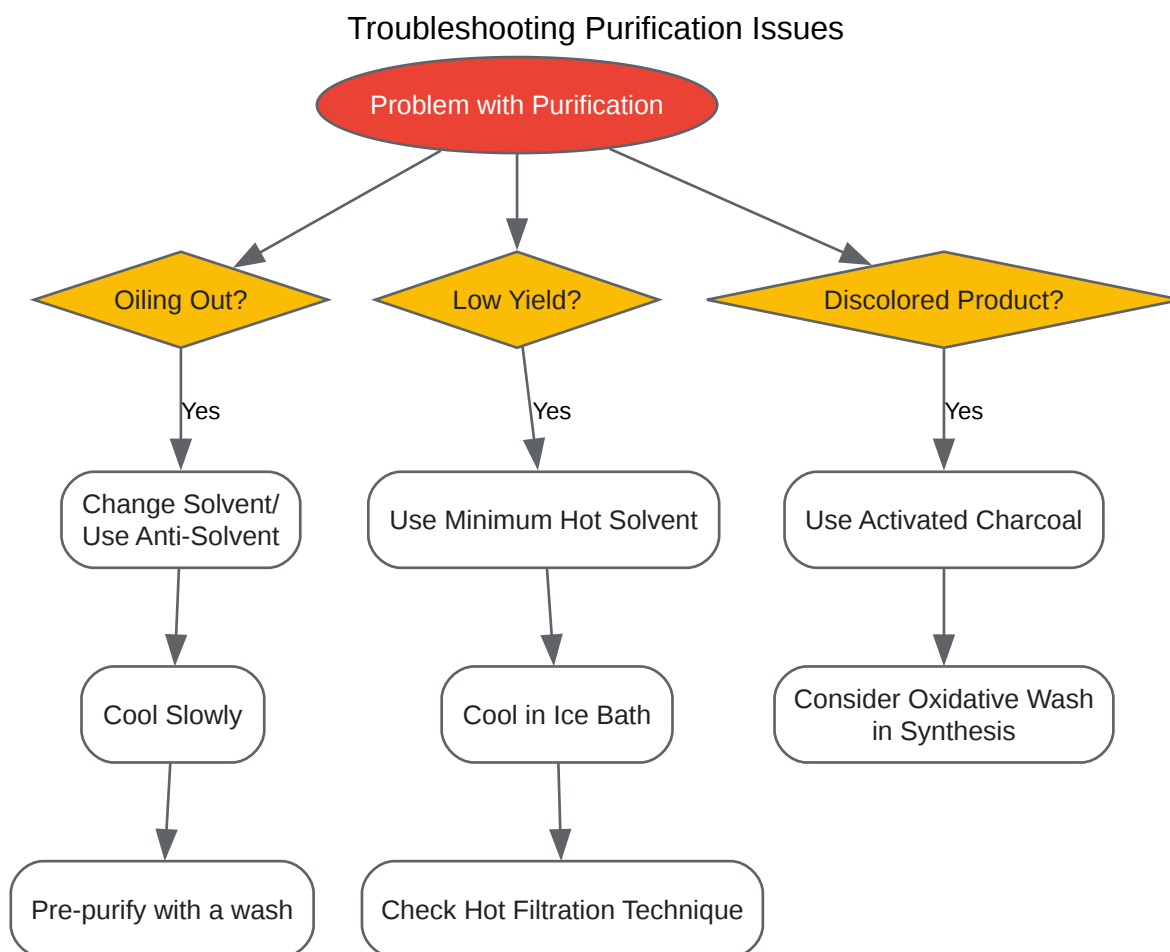 Troubleshooting Purification Issues
Problem with Purification
Oiling Out?
Low Yield?
Discolored Product?
Yes
Yes
Yes
Change Solvent/
Use Anti-Solvent
Use Minimum Hot Solvent
Use Activated Charcoal
Cool Slowly
Cool in Ice Bath
Consider Oxidative Wash
in Synthesis
Pre-purify with a wash
Check Hot Filtration Technique